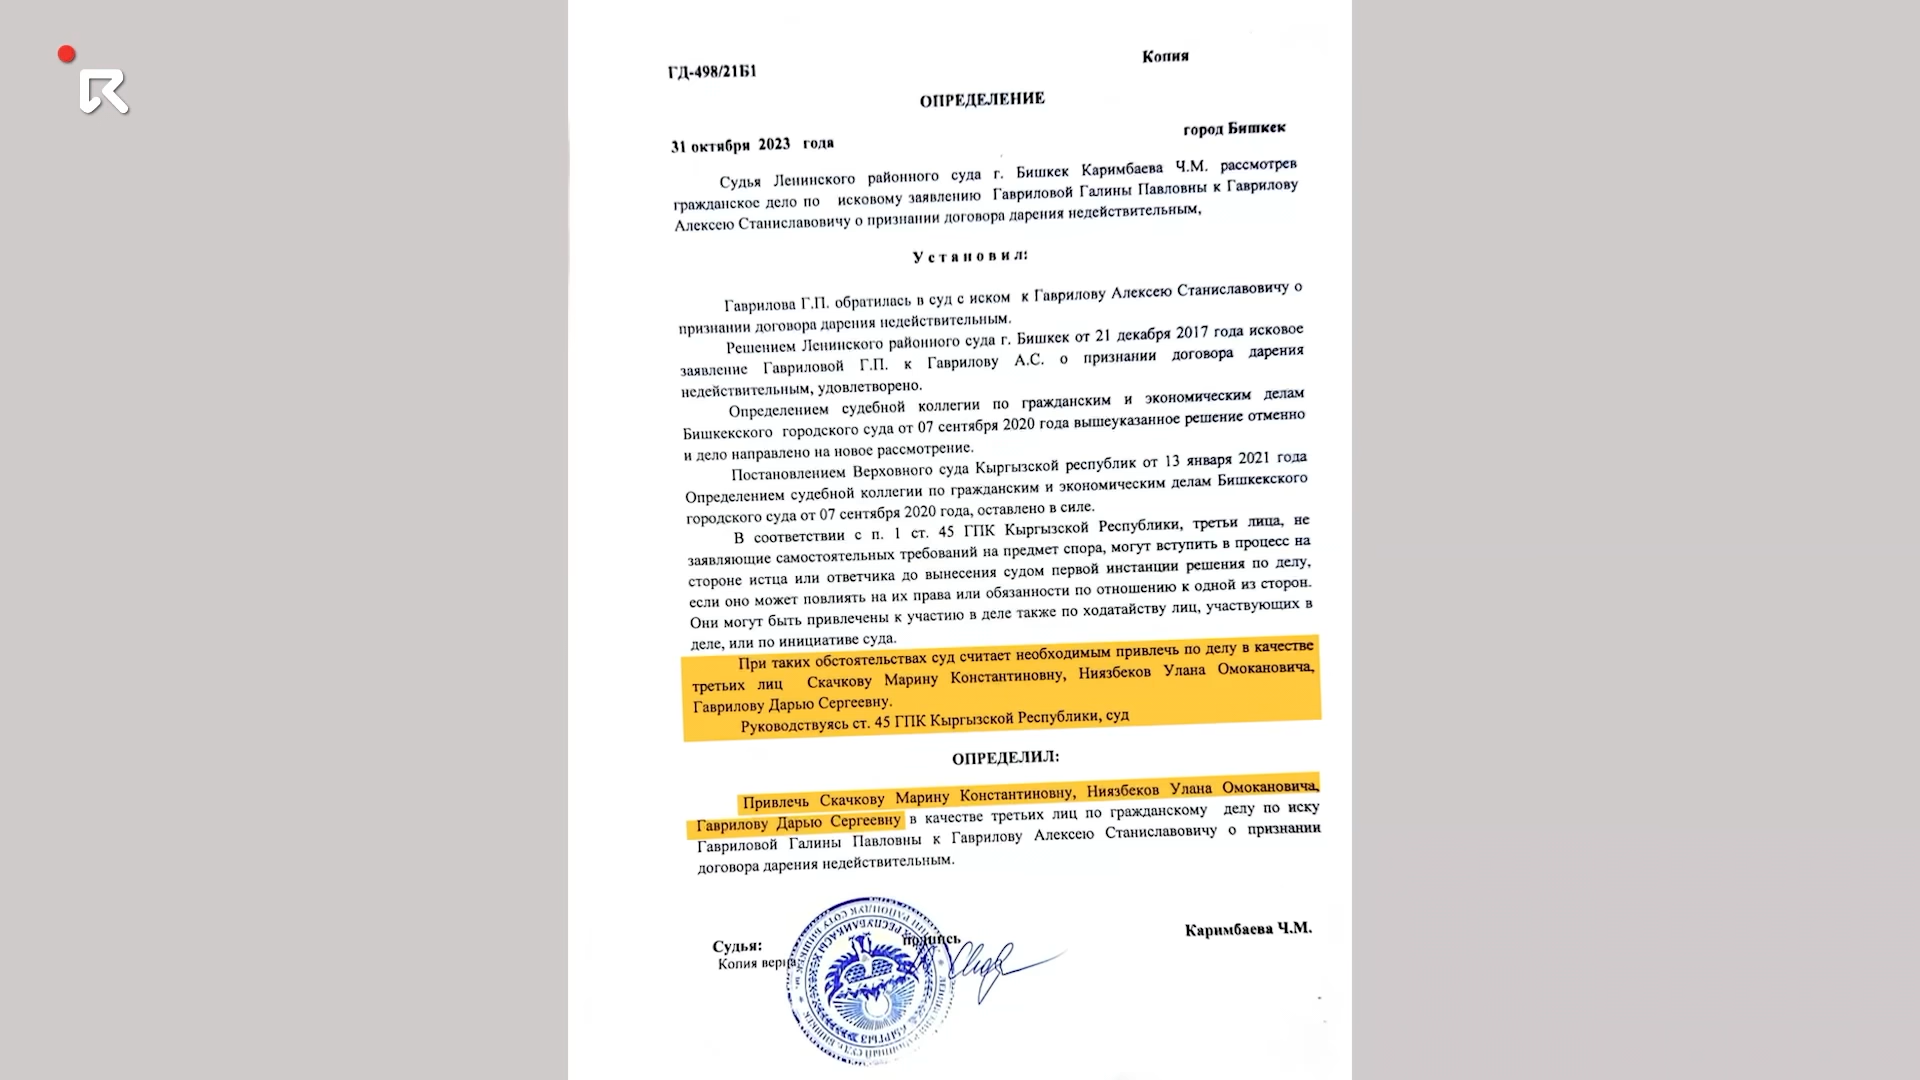 Копия
ГД-498/21Б1
ОПРЕДЕЛЕНИЕ
город Бишкек
31 октября 2023 года
Судья Ленинского районного суда г. Бишкек Каримбаева Ч.М. рассмотрев
гражданское дело по исковому заявлению Гавриловой Галины Павловны к Гаврилову
Алексею Станиславовичу о признании договора дарения недействительным,
Установил:
Гаврилова Г.П. обратилась в суд с иском к Гаврилову Алексею Станиславовичу о
признании договора дарения недействительным.
Решением Ленинского районного суда г. Бишкек от 21 декабря 2017 года исковое
заявление Гавриловой Г.П. к Гаврилову А.С. о признании договора дарения
недействительным, удовлетворено.
Определением судебной коллегии по гражданским и экономическим делам
Бишкекского городского суда от 07 сентября 2020 года вышеуказанное решение отменно
и дело направлено на новое рассмотрение.
Постановлением Верховного суда Кыргызской республик от 13 января 2021 года
Определением судебной коллегии по гражданским и экономическим делам Бишкекского
городского суда от 07 сентября 2020 года, оставлено в силе.
В соответствии с п. 1 ст. 45 ГПК Кыргызской Республики, третьи лица, не
заявляющие самостоятельных требований на предмет спора, могут вступить в процесс на
стороне истца или ответчика до вынесения судом первой инстанции решения по делу,
если оно может повлиять на их права или обязанности по отношению к одной из сторон.
Они могут быть привлечены к участию в деле также по ходатайству лиц, участвующих в
деле, или по инициативе суда.
При таких обстоятельствах суд считает необходимым привлечь по делу в качестве
третьих лиц Скачкову Марину Константиновну, Ниязбеков Улана Омокановича,
Гаврилову Дарью Сергеевну.
Руководствуясь ст. 45 ГПК Кыргызской Республики, суд
ОПРЕДЕЛИЛ:
Привлечь Скачкову Марину Константиновну, Ниязбеков Улана Омокановича,
Гаврилову Дарью Сергеевну в качестве третьих лиц по гражданскому делу по иску
Гавриловой Галины Павловны к Гаврилову Алексею Станиславовичу о признании
договора дарения недействительным.
Судья: подпись Каримбаева Ч.М.
Копия верна